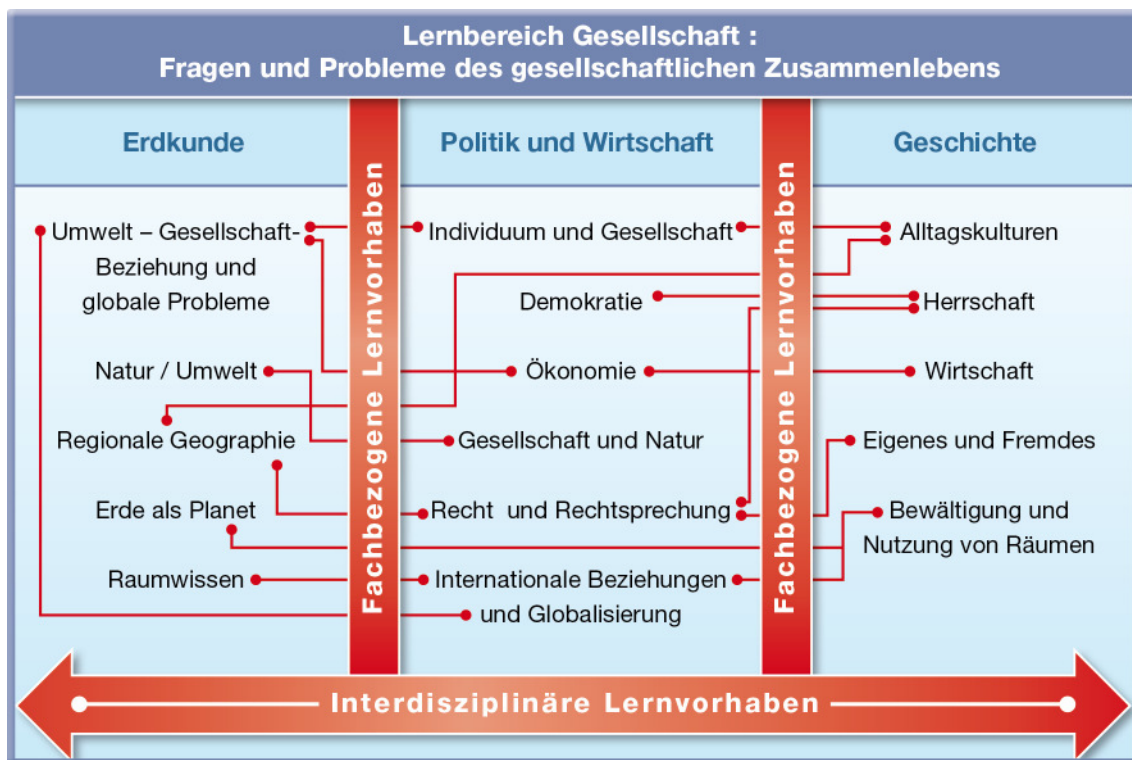 Lernbereich Gesellschaft :
Fragen und Probleme des gesellschaftlichen Zusammenlebens
Erdkunde
Umwelt – Gesellschaft-
Beziehung und
globale Probleme
Natur / Umwelt
Regionale Geographie
Erde als Planet
Raumwissen
Fachbezogene Lernvorhaben
Politik und Wirtschaft
Individuum und Gesellschaft
Demokratie
Ökonomie
Gesellschaft und Natur
Recht und Rechtsprechung
Internationale Beziehungen
und Globalisierung
Fachbezogene Lernvorhaben
Geschichte
Alltagskulturen
Herrschaft
Wirtschaft
Eigenes und Fremdes
Bewältigung und
Nutzung von Räumen
Interdisziplinäre Lernvorhaben